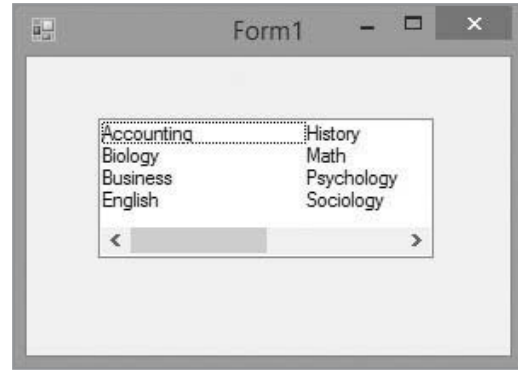 Form1
Accounting History
Biology Math
Business Psychology
English Sociology